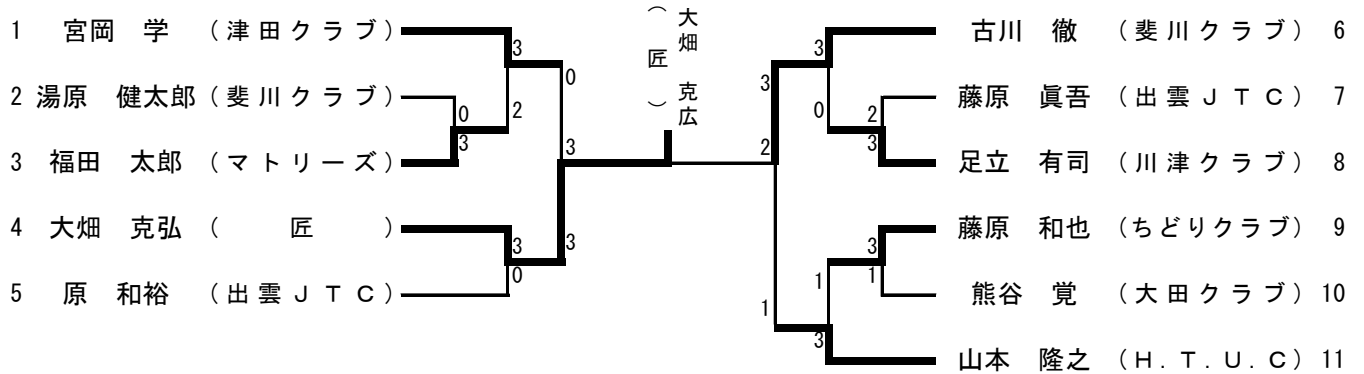 1 宮岡 学 (津田クラブ)
2 湯原 健太郎 (斐川クラブ)
3 福田 太郎 (マトリーズ)
4 大畑 克弘 (匠)
5 原 和裕 (出雲JTC)
3
0
2
0
3
3
3
3
0
大畑 克広
(匠)
3
3
0
2
3
2
3
1
1
1
3
古川 徹 (斐川クラブ) 6
藤原 眞吾 (出雲JTC) 7
足立 有司 (川津クラブ) 8
藤原 和也 (ちどりクラブ) 9
熊谷 覚 (大田クラブ) 10
山本 隆之 (H.T.U.C) 11